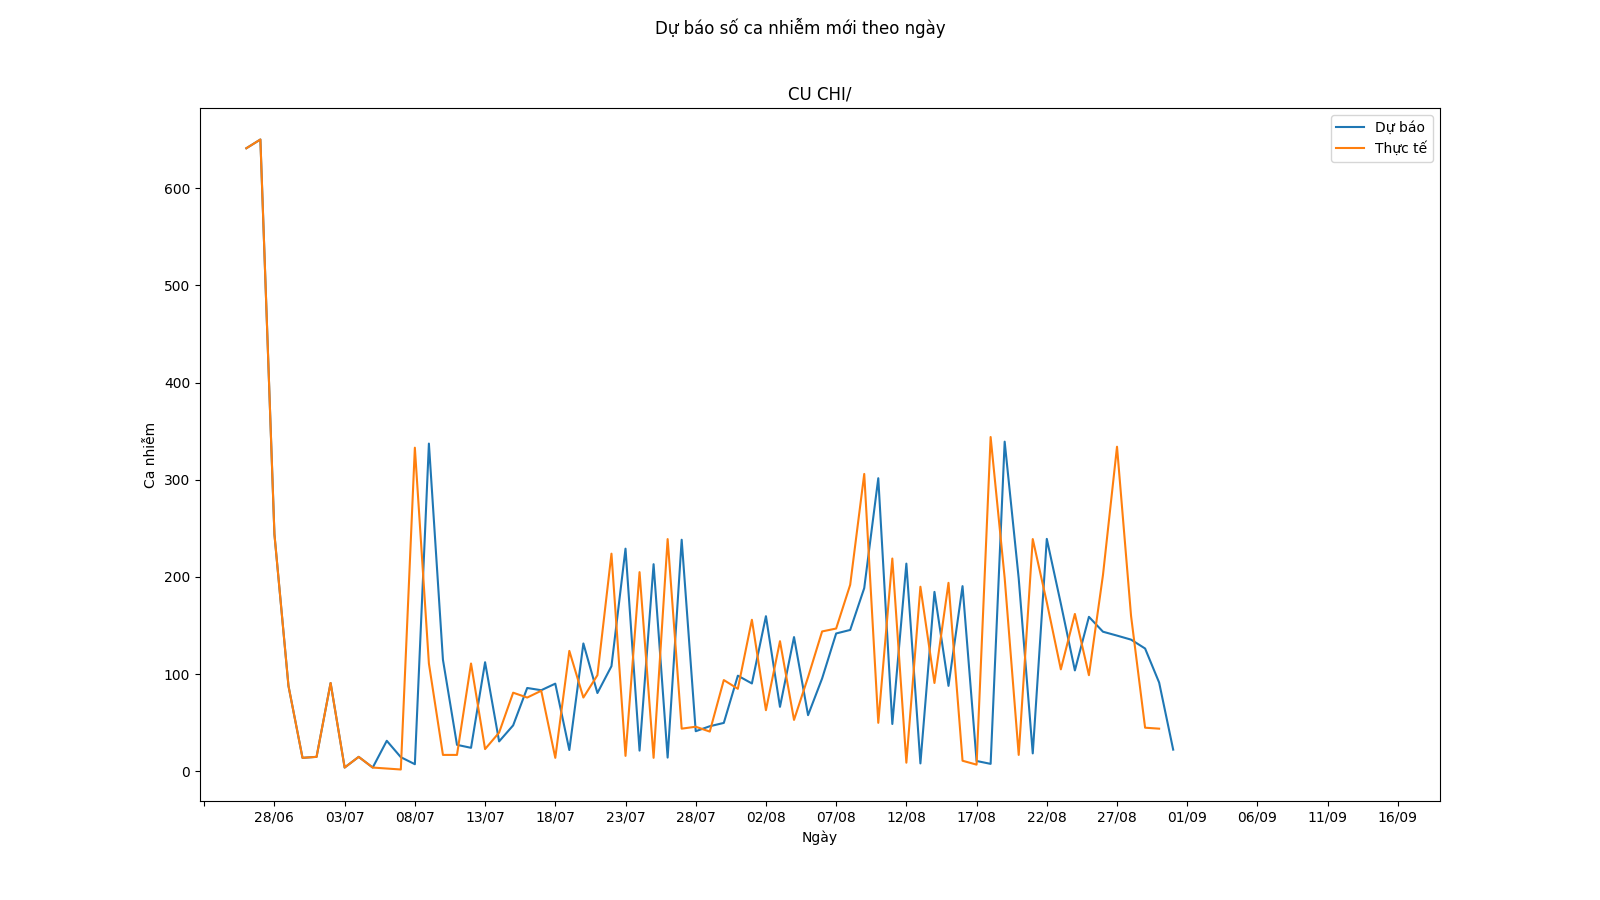 Dự báo số ca nhiễm mới theo ngày
CU CHI/
Dự báo
Thực tế
600
500
400
300
200
100
0
Ca nhiễm
28/06 03/07 08/07 13/07 18/07 23/07 28/07 02/08 07/08 12/08 17/08 22/08 27/08 01/09 06/09 11/09 16/09
Ngày